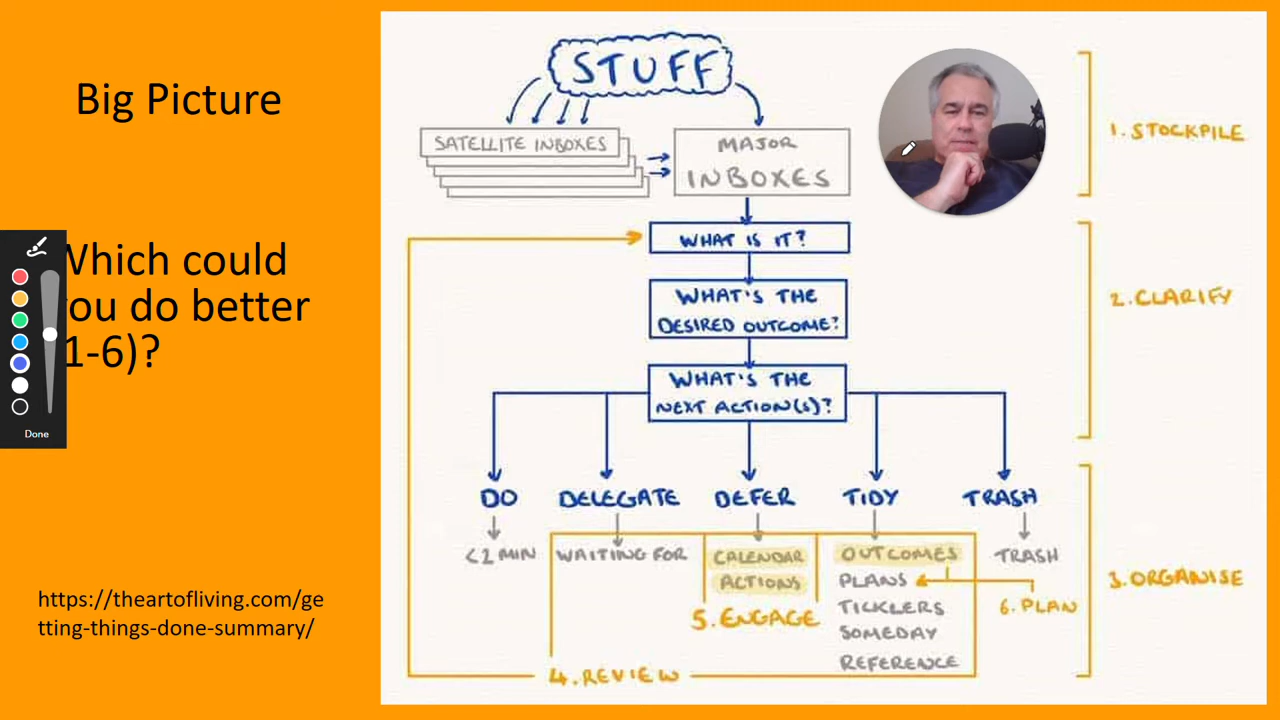 Big Picture
Which could
you do better
(1-6)?
Done
https://theartofliving.com/ge
tting-things-done-summary/
STUFF
SATELLITE INBOXES
MAJOR
INBOXES
1. STOCKPILE
WHAT IS IT?
WHAT'S THE
DESIRED OUTCOME?
2. CLARIFY
WHAT'S THE
NEXT ACTION(S)?
DO DELEGATE DEFER TIDY TRASH
<2 MIN WAITING FOR CALENDAR OUTCOMES TRASH
ACTIONS PLANS
3. ORGANISE
5. ENGAGE TICKLERS 6. PLAN
SOMEDAY
REFERENCE
4. REVIEW